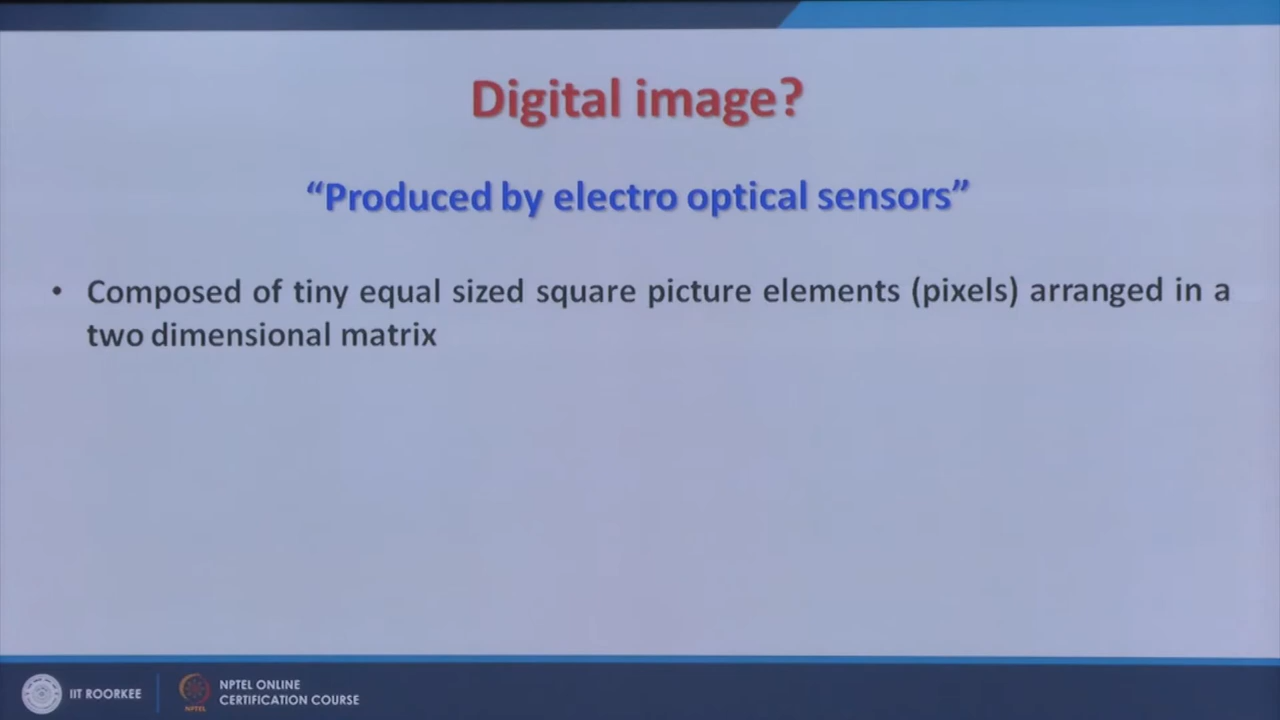 Digital image?
“Produced by electro optical sensors”
• Composed of tiny equal sized square picture elements (pixels) arranged in a
two dimensional matrix
IIT ROORKEE
NPTEL ONLINE
CERTIFICATION COURSE
NPTEL